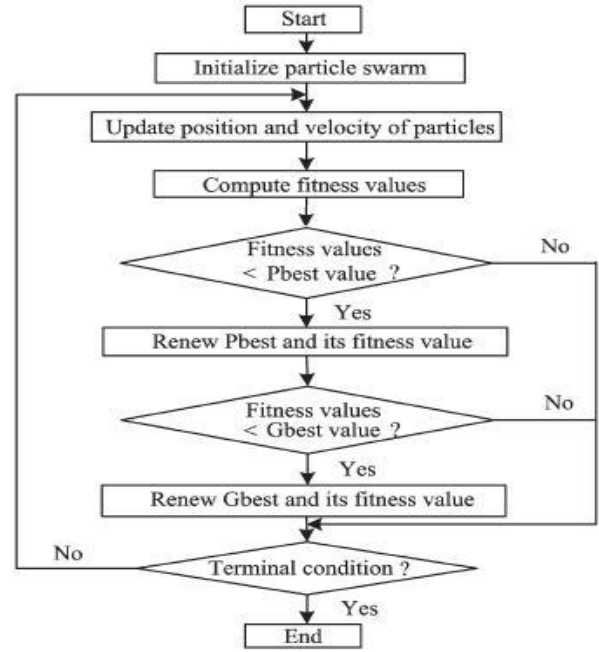 Start
Initialize particle swarm
Update position and velocity of particles
Compute fitness values
Fitness values
< Pbest value ?
No
Yes
Renew Pbest and its fitness value
Fitness values
< Gbest value ?
No
Yes
Renew Gbest and its fitness value
No
Terminal condition ?
Yes
End